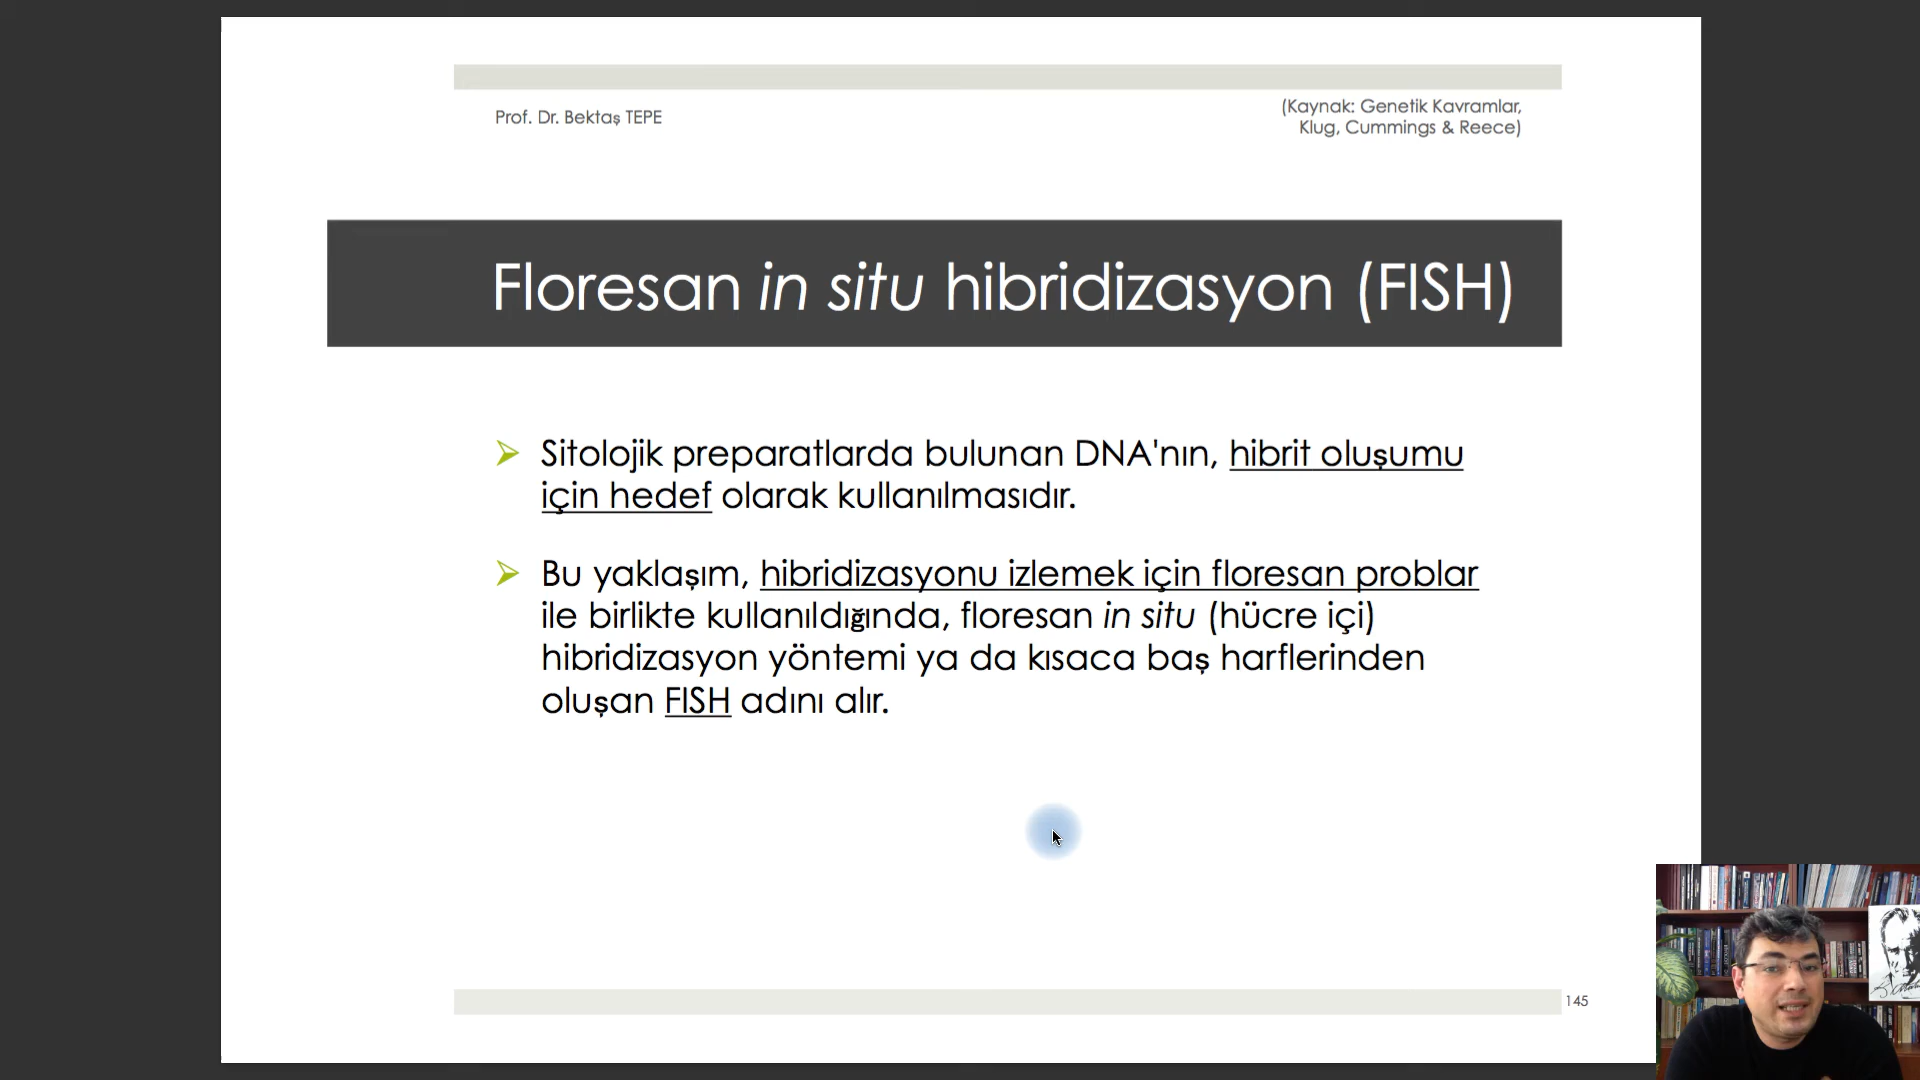 Prof. Dr. Bektaş TEPE
(Kaynak: Genetik Kavramlar,
Klug, Cummings & Reece)
Floresan in situ hibridizasyon (FISH)
Sitolojik preparatlarda bulunan DNA'nın, hibrit oluşumu
için hedef olarak kullanılmasıdır.
Bu yaklaşım, hibridizasyonu izlemek için floresan problar
ile birlikte kullanıldığında, floresan in situ (hücre içi)
hibridizasyon yöntemi ya da kısaca baş harflerinden
oluşan FISH adını alır.
145